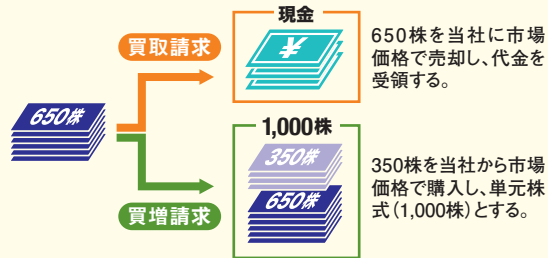 現金
買取請求
¥
650株を当社に市場
価格で売却し、代金を
受領する。
650株
1,000株
350株
650株
買増請求
350株を当社から市場
価格で購入し、単元株
式(1,000株)とする。